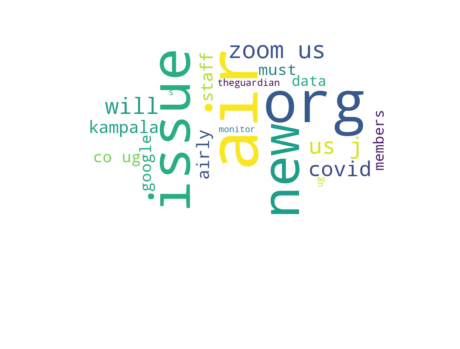 zoom us
issue
air
staff
must
theguardian
data
org
s
will
kampala
google
airly
monitor
new
us j
members
co ug
covid
ug